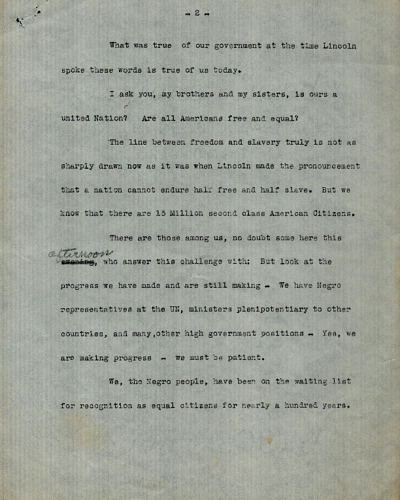 - 2 -
What was true of our government at the time Lincoln
spoke these words is true of us today.
I ask you, my brothers and my sisters, is ours a
united Nation? Are all Americans free and equal?
The line between freedom and slavery truly is not as
sharply drawn now as it was when Lincoln made the pronouncement
that a nation cannot endure half free and half slave. But we
know that there are 15 Million second class American Citizens.
There are those among us, no doubt some here this
afternoon
evening, who answer this challenge with: But look at the
progress we have made and are still making - We have Negro
representatives at the UN, ministers plenipotentiary to other
countries, and many,other high government positions - Yes, we
are making progress - we must be patient.
We, the Negro people, have been on the waiting list
for recognition as equal citizens for nearly a hundred years.